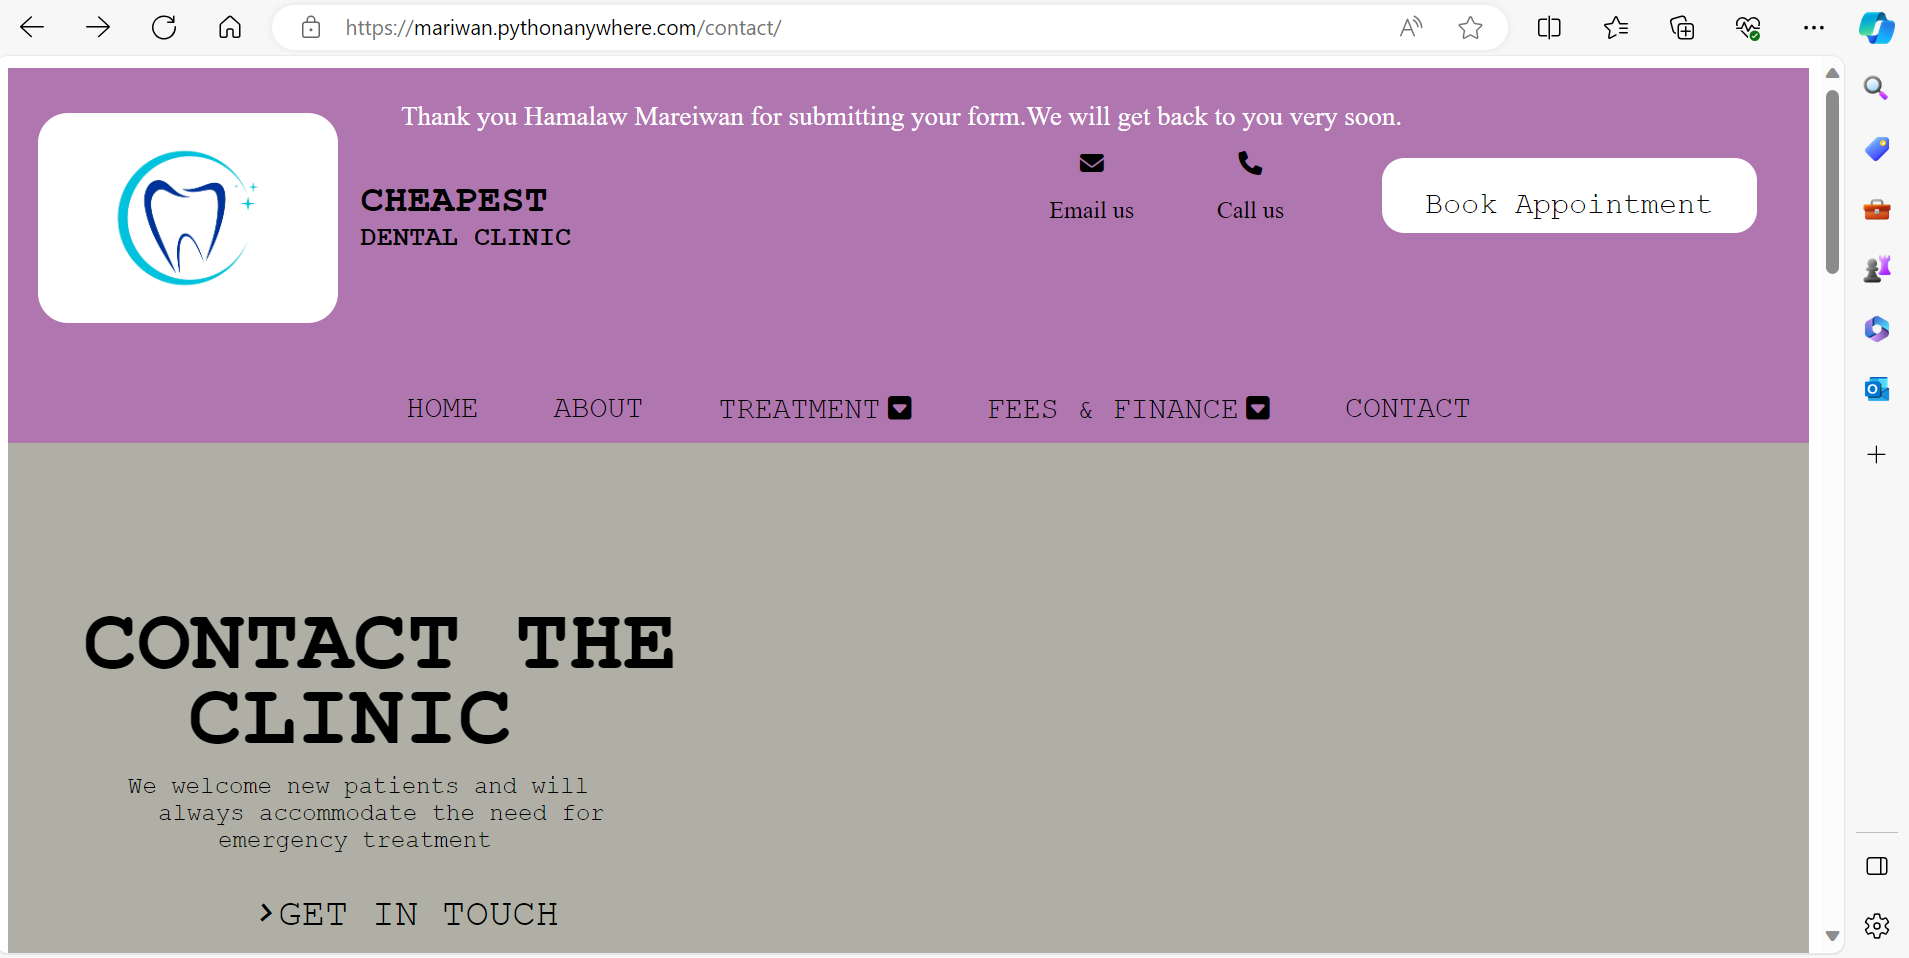 https://mariwan.pythonanywhere.com/contact/
Thank you Hamalaw Mareiwan for submitting your form.We will get back to you very soon.
CHEAPEST
DENTAL CLINIC
Email us
Call us
Book Appointment
HOME ABOUT TREATMENT FEES & FINANCE CONTACT
CONTACT THE
CLINIC
We welcome new patients and will
always accommodate the need for
emergency treatment
GET IN TOUCH